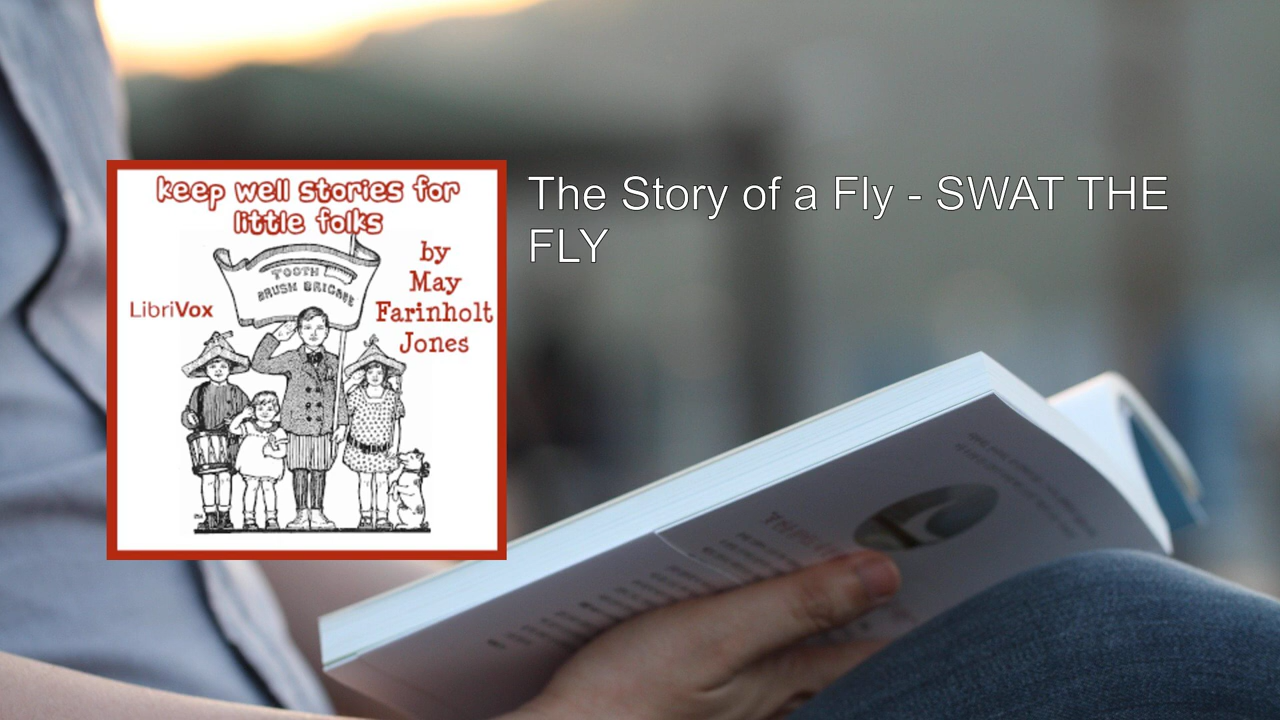 keep well stories for
little folks
by
May
Farinholt
Jones
LibriVox
TOOTH
BRUSH BRIGADE
The Story of a Fly - SWAT THE
FLY